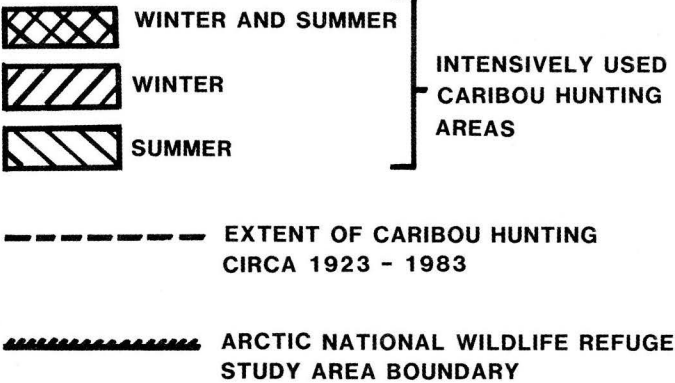 WINTER AND SUMMER
WINTER
SUMMER
INTENSIVELY USED
CARIBOU HUNTING
AREAS
EXTENT OF CARIBOU HUNTING
CIRCA 1923 - 1983
ARCTIC NATIONAL WILDLIFE REFUGE
STUDY AREA BOUNDARY